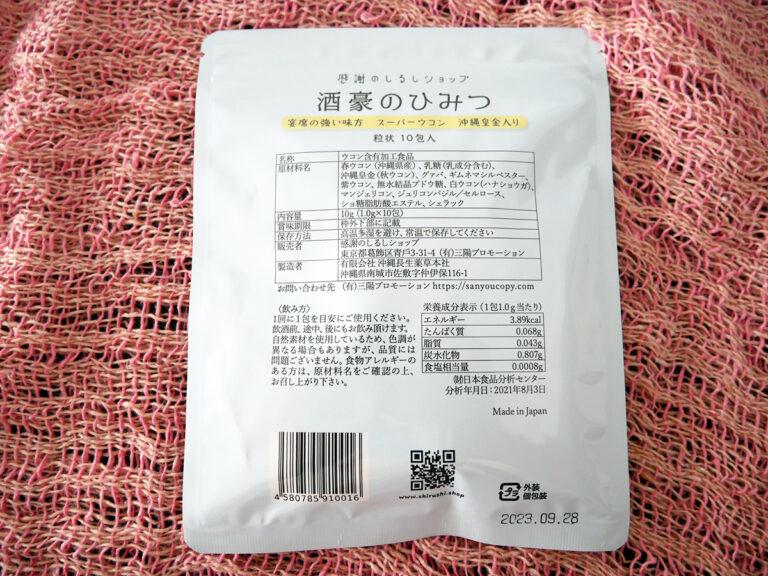 感謝のしるしショップ
酒豪のひみつ
宴席の強い味方 スーパーウコン 沖縄皇金入り
粒状 10包入
名称 ウコン含有加工食品
原材料名 春ウコン（沖縄県産）、乳糖（乳成分含む）、
沖縄皇金（秋ウコン）、グァバ、ギムネマシルベスター、
紫ウコン、無水結晶ブドウ糖、白ウコン（ハナショウガ）、
マンジェリコン、ジュリコンバジル/セルロース、
ショ糖脂肪酸エステル、シェラック
内容量 10g（1.0g×10包）
賞味期限 枠外下部に記載
保存方法 高温多湿を避け、常温で保存してください
販売者 感謝のしるしショップ
東京都葛飾区青戸3-31-4（有）三陽プロモーション
製造者 有限会社 沖縄長生薬草本社
沖縄県南城市佐敷字仲伊保116-1
お問い合わせ先（有）三陽プロモーション https://sanyoucopy.com
〈飲み方〉
1回に1包を目安にご使用ください。
飲酒前、途中、後にもお飲み頂けます。
自然素材を使用しているため、色調が
異なる場合もありますが、品質には
問題ございません。食物アレルギーの
ある方は、原材料名をご確認の上、
お召し上がり下さい。
栄養成分表示（1包1.0g当たり）
エネルギー 3.89kcal
たんぱく質 0.068g
脂質 0.043g
炭水化物 0.807g
食塩相当量 0.0008g
㈶日本食品分析センター
分析年月日：2021年8月3日
Made in Japan
4 580785 910016
www.shirushi.shop
プラ
外装
個包装
2023.09.28